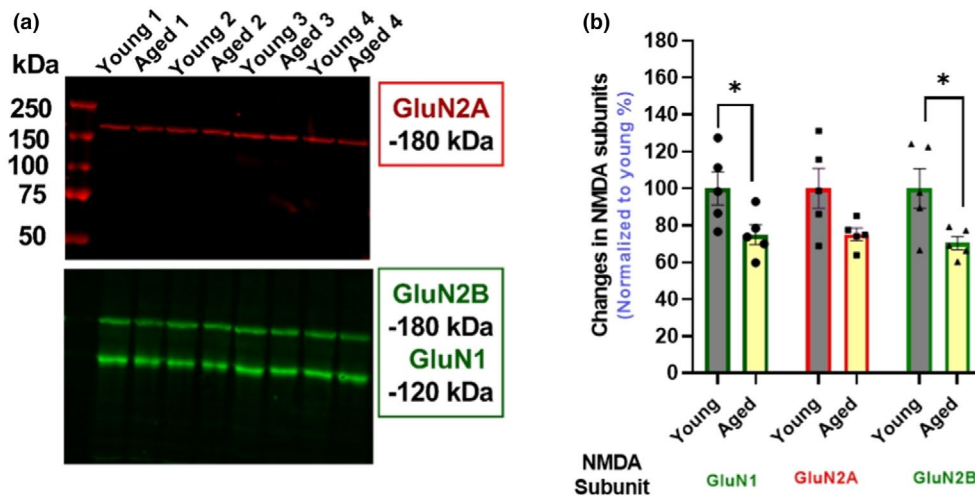 (a)
Young 1
Aged 1
Young 2
Aged 2
Young 3
Aged 3
Young 4
Aged 4
kDa
250
150
100
75
50
GluN2A
-180 kDa
GluN2B
-180 kDa
GluN1
-120 kDa
(b)
Changes in NMDA subunits
(Normalized to young %)
180
160
140
120
100
80
60
40
20
0
*
*
Young
Aged
Young
Aged
Young
Aged
NMDA
Subunit
GluN1
GluN2A
GluN2B